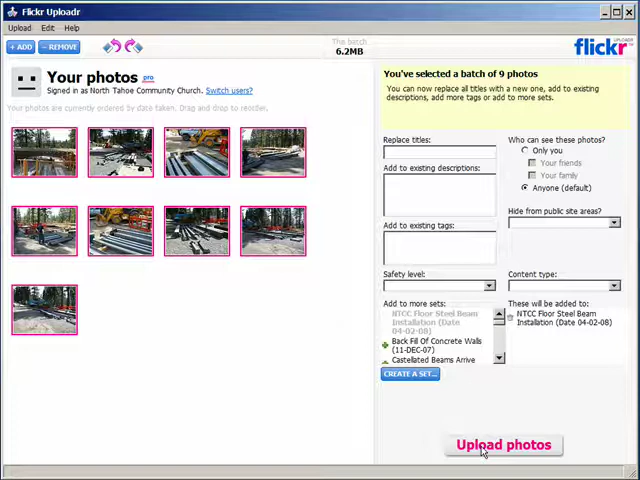 Flickr Uploadr
Upload Edit Help
+ ADD - REMOVE
The batch
6.2MB
flickr UPLOADR
Your photos pro
Signed in as North Tahoe Community Church. Switch users?
Your photos are currently ordered by date taken. Drag and drop to reorder.
You've selected a batch of 9 photos
You can now replace all titles with a new one, add to existing
descriptions, add more tags or add to more sets.
Replace titles:
Add to existing descriptions:
Add to existing tags:
Safety level:
Add to more sets:
NTCC Floor Steel Beam
Installation (Date
04-02-08)
Back Fill Of Concrete Walls
(11-DEC-07)
Castellated Beams Arrive
CREATE A SET...
Who can see these photos?
Only you
Your friends
Your family
Anyone (default)
Hide from public site areas?
Content type:
These will be added to:
NTCC Floor Steel Beam
Installation (Date 04-02-08)
Upload photos